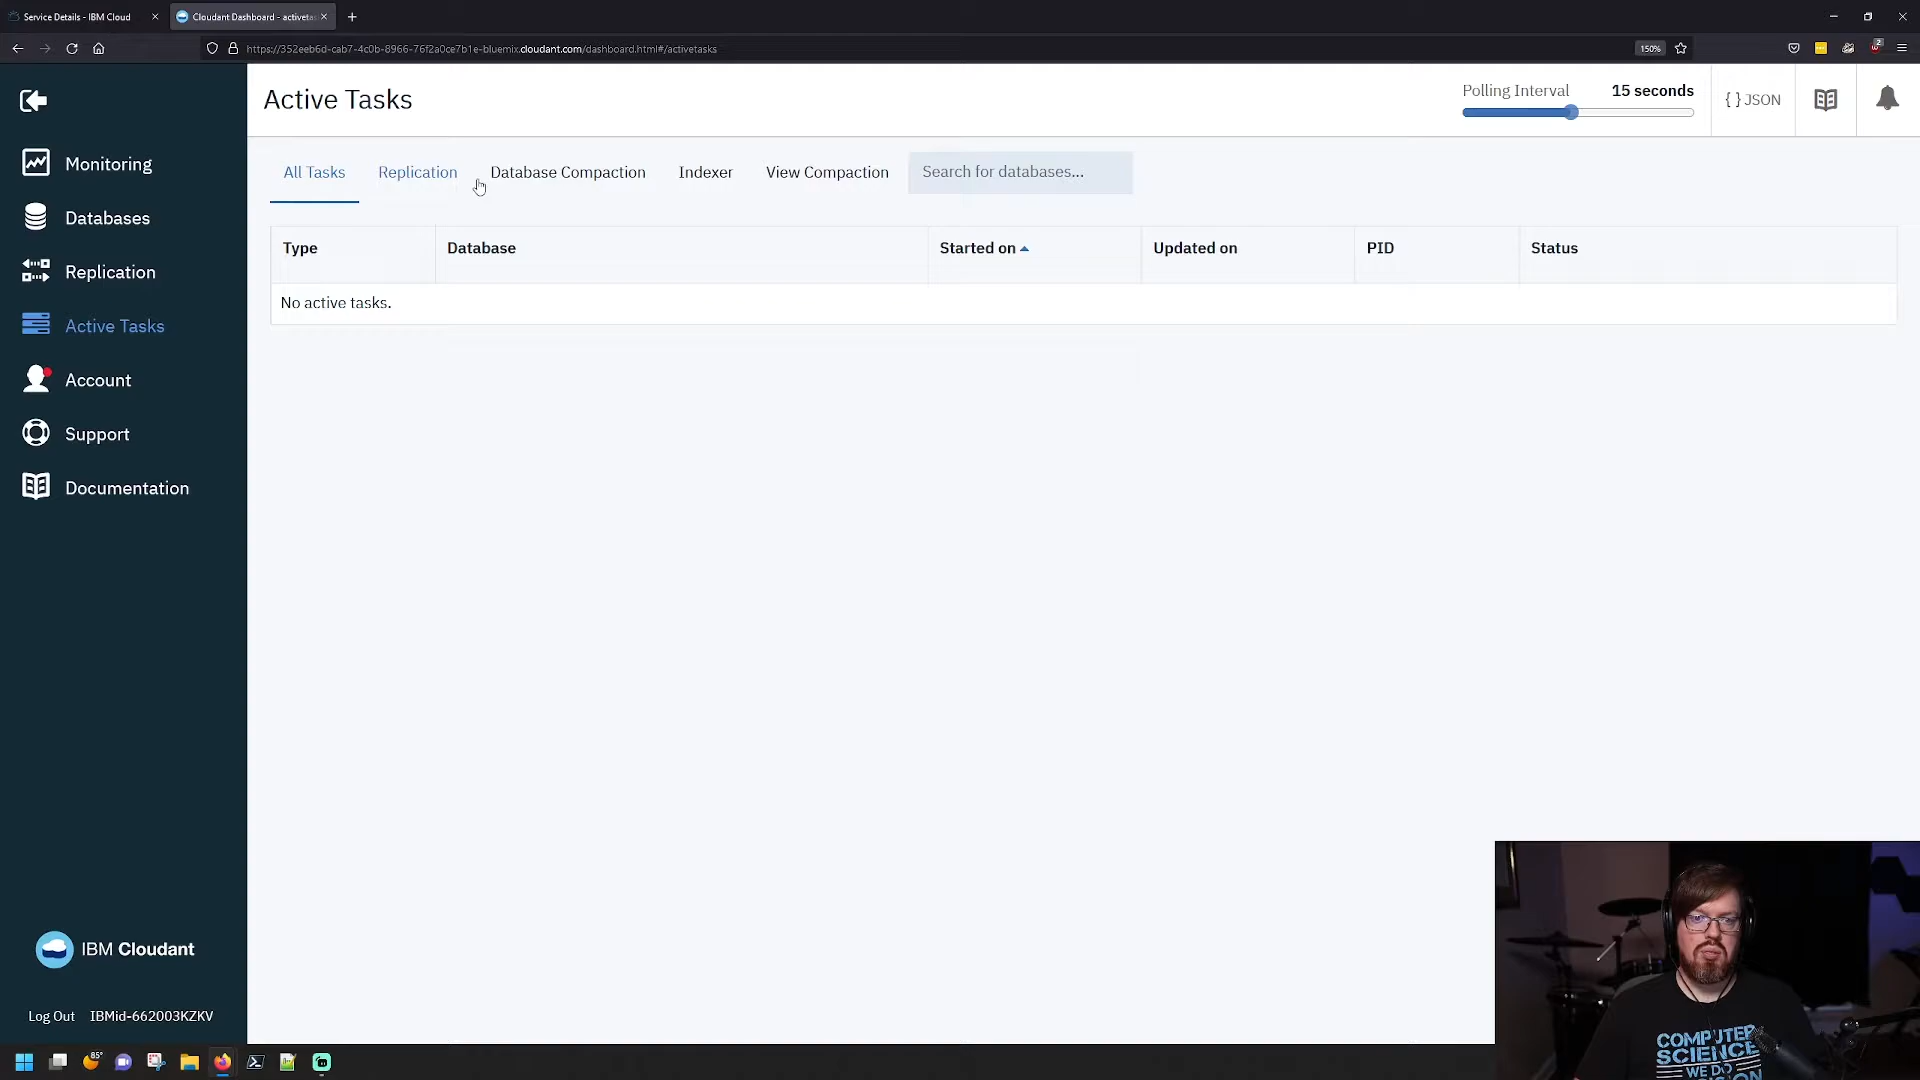 Service Details - IBM Cloud
Cloudant Dashboard - activetas
https://352eeb6d-cab7-4c0b-8966-76f2a0ce7b1e-bluemix.cloudant.com/dashboard.html#/activetasks
150%
2
Active Tasks
Polling Interval
15 seconds
{ } JSON
Monitoring
Databases
Replication
Active Tasks
Account
Support
Documentation
All Tasks
Replication
Database Compaction
Indexer
View Compaction
Search for databases...
Type
Database
Started on
Updated on
PID
Status
No active tasks.
IBM Cloudant
Log Out
IBMid-662003KZKV
85°
COMPUTER
SCIENCE
WE DO